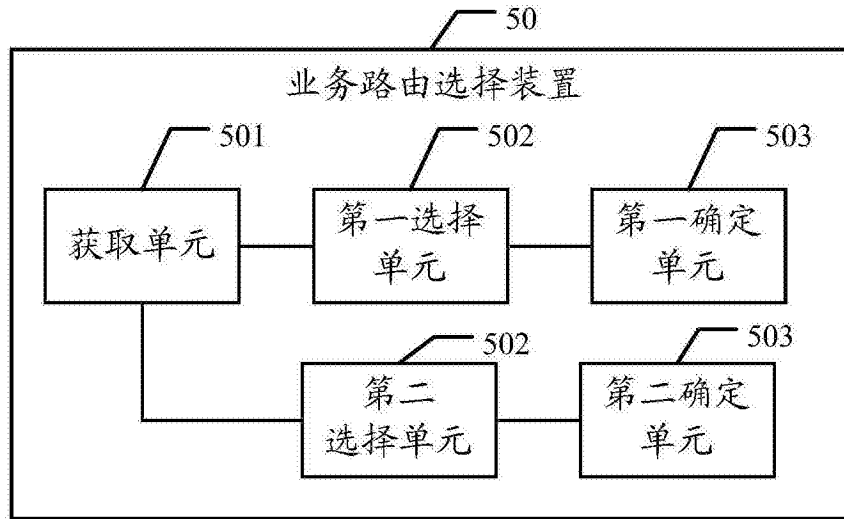 50
业务路由选择装置
501
502
503
获取单元
第一选择
单元
第一确定
单元
502
503
第二
选择单元
第二确定
单元